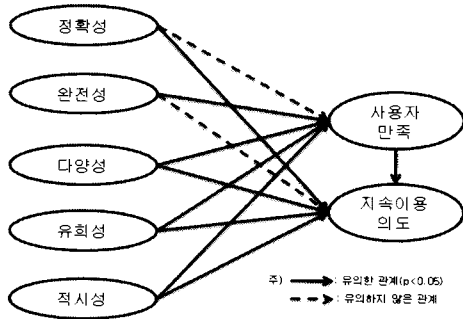 정확성
완전성
다양성
유희성
적시성
사용자
만족
지속이용
의도
주) : 유의한 관계(p<0.05)
: 유의하지 않은 관계